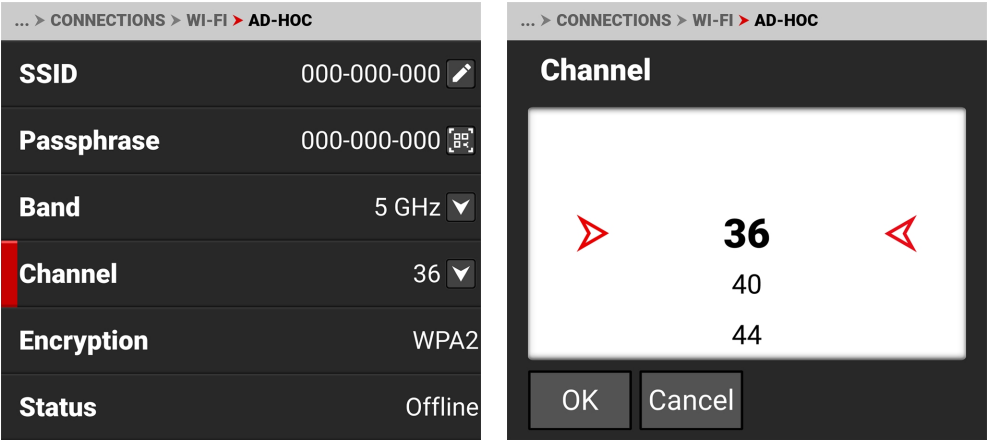 ... > CONNECTIONS > WI-FI > AD-HOC
SSID 000-000-000
Passphrase 000-000-000
Band 5 GHz
Channel 36
Encryption WPA2
Status Offline
... > CONNECTIONS > WI-FI > AD-HOC
Channel
36
40
44
OK Cancel